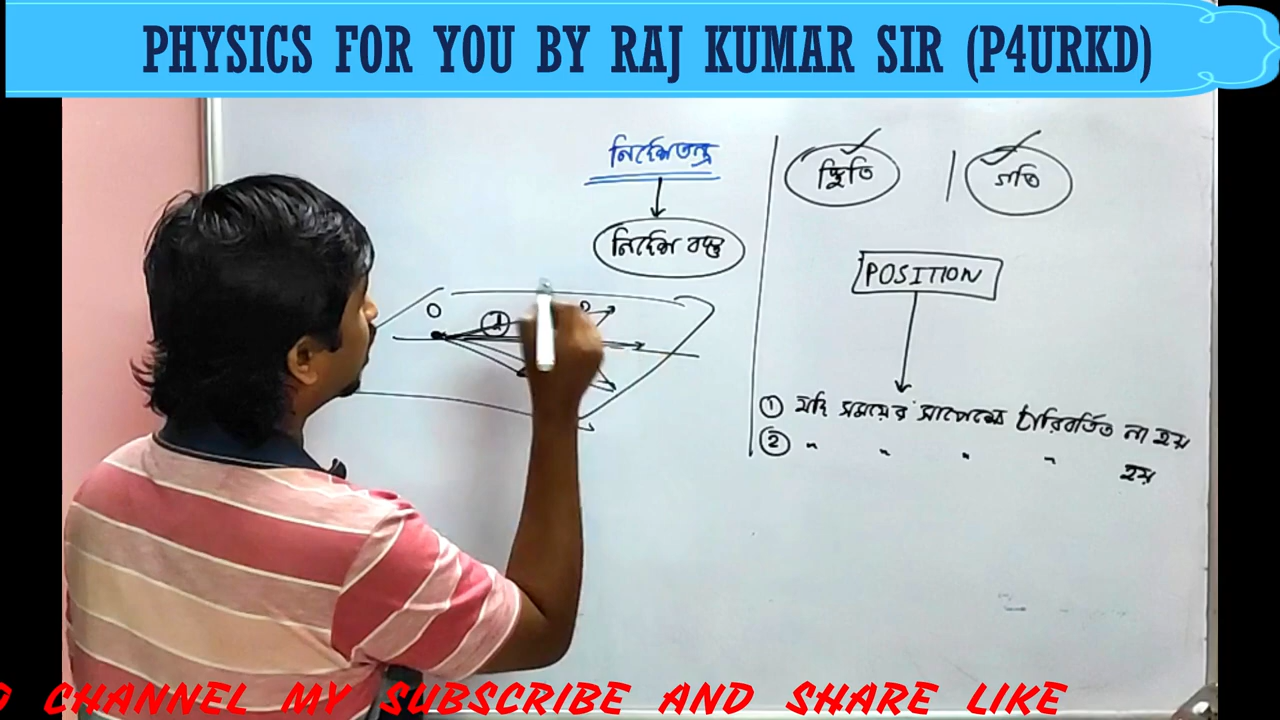 PHYSICS FOR YOU BY RAJ KUMAR SIR (P4URKD)
নির্দেশতন্ত্র
নির্দেশ বস্তু
O
d
স্থিতি
গতি
POSITION
① যদি সময়ের সাপেক্ষে পরিবর্তিত না হয়
② " " " " হয়
CHANNEL MY SUBSCRIBE AND SHARE LIKE